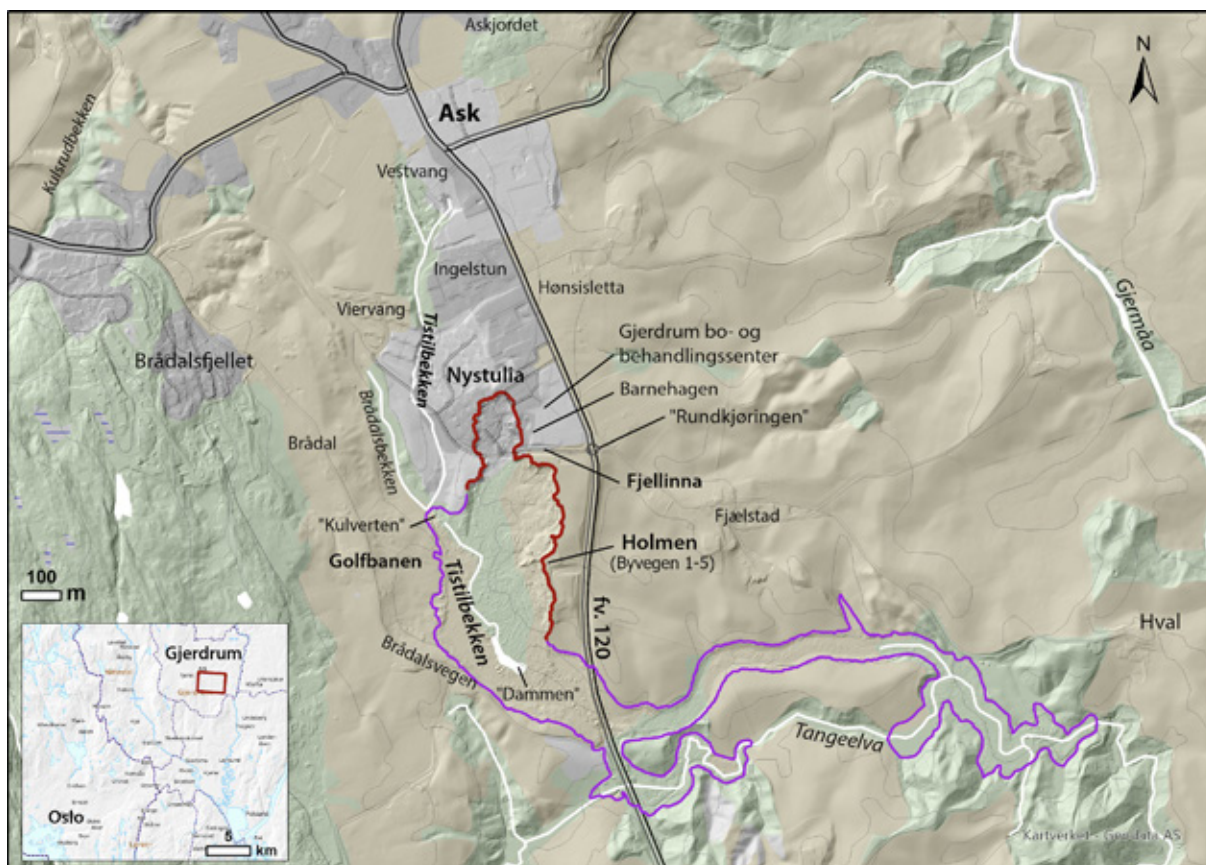 Askjordet
N
Kulsrudbekken
Ask
Vestvang
Ingelstun
Hønsisletta
Viervang
Tistilbekken
Gjermåa
Gjerdrum bo- og
behandlingssenter
Brådalsfjellet
Nystulia
Barnehagen
Brådalsbekken
"Rundkjøringen"
Brådal
Fjellinna
"Kulverten"
Fjælstad
Golfbanen
Holmen
(Byvegen 1-5)
Tistilbekken
100 m
fv. 120
Hval
Gjerdrum
Brådalsvegen
"Dammen"
Tangeelva
Oslo
5
km
Kartverket - Geodata AS